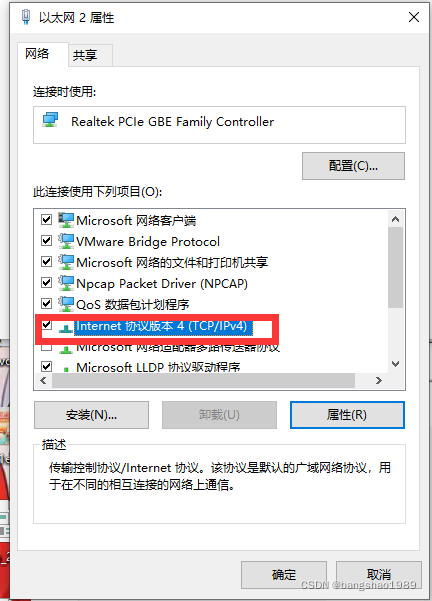 以太网 2 属性
网络
共享
连接时使用:
Realtek PCIe GBE Family Controller
配置(C)...
此连接使用下列项目(O):
Microsoft 网络客户端
VMware Bridge Protocol
Microsoft 网络的文件和打印机共享
Npcap Packet Driver (NPCAP)
QoS 数据包计划程序
Internet 协议版本 4 (TCP/IPv4)
Microsoft 网络适配器多路传送器协议
Microsoft LLDP 协议驱动程序
安装(N)...
卸载(U)
属性(R)
描述
传输控制协议/Internet 协议。该协议是默认的广域网络协议，用
于在不同的相互连接的网络上通信。
确定
取消
CSDN @bangshao1989